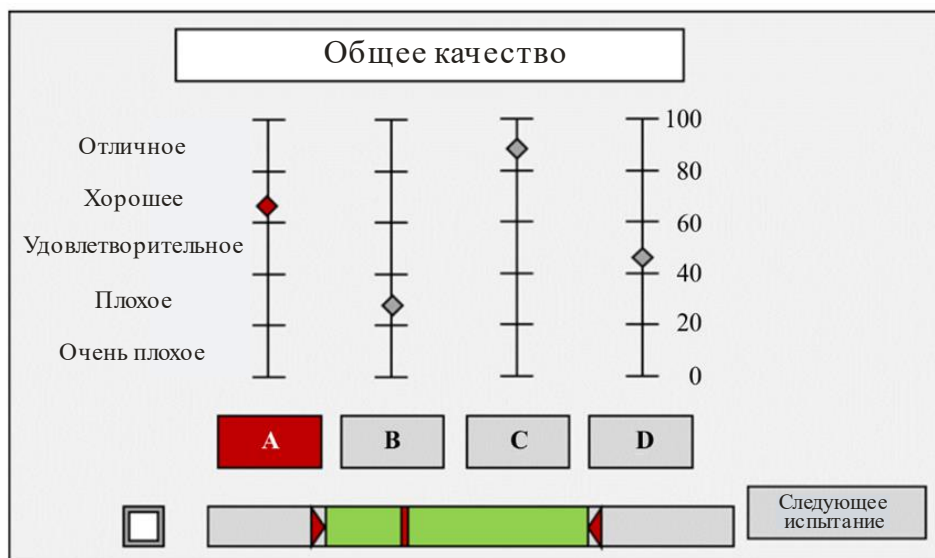 Общее качество
100
Отличное
80
Хорошее
60
Удовлетворительное
40
Плохое
20
Очень плохое
0
A B C D
Следующее
испытание